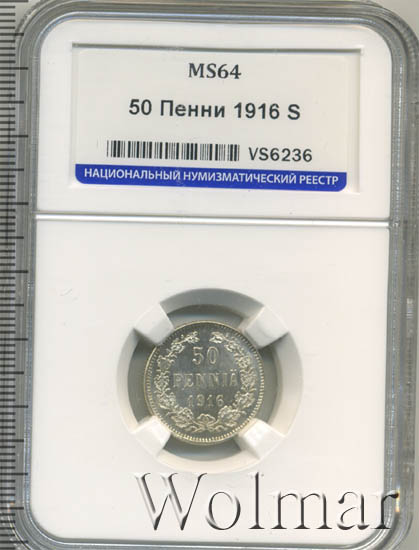 MS64
50 Пенни 1916 S
VS6236
НАЦИОНАЛЬНЫЙ НУМИЗМАТИЧЕСКИЙ РЕЕСТР
50
PENNIÄ
1916
Wolmar